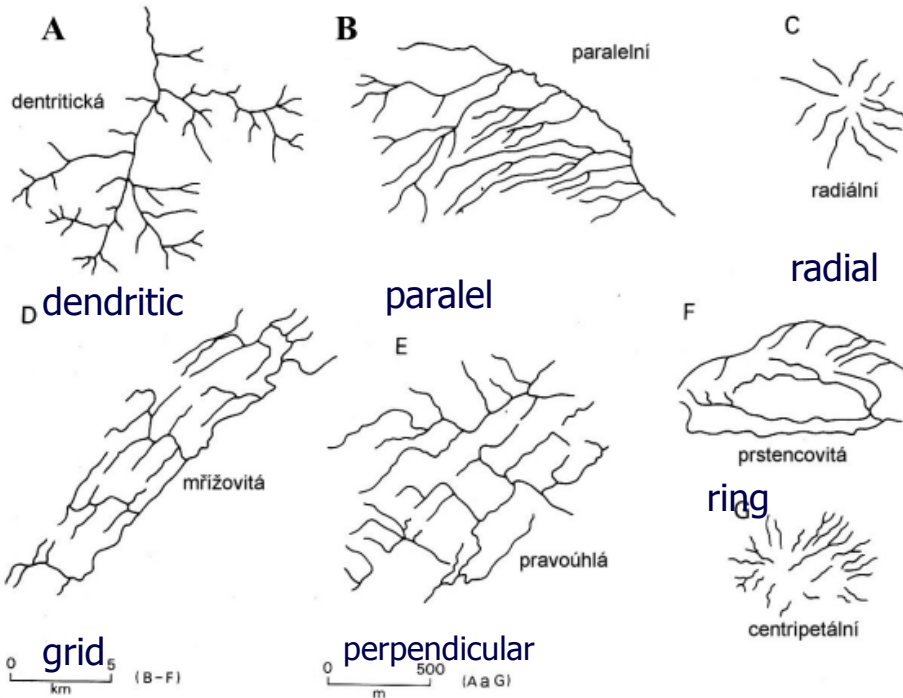 A
dentritická
dendritic
B
paralelní
paralel
C
radiální
radial
D
mřížovitá
grid
E
pravoúhlá
perpendicular
F
prstencovitá
ring
G
centripetální
0 5
km
(B-F)
0 500
m
(A a G)